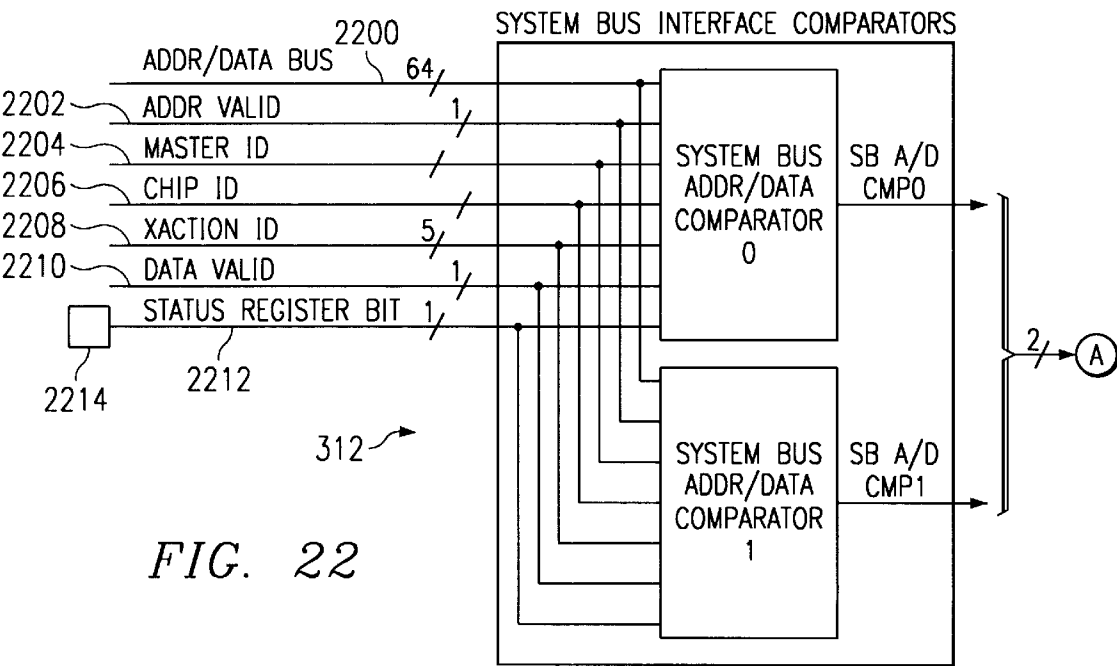 SYSTEM BUS INTERFACE COMPARATORS
2200
ADDR/DATA BUS 64
2202 ADDR VALID 1
2204 MASTER ID
2206 CHIP ID
2208 XACTION ID 5
2210 DATA VALID 1
STATUS REGISTER BIT 1
2214
2212
312
SYSTEM BUS
ADDR/DATA
COMPARATOR
0
SB A/D
CMP0
SYSTEM BUS
ADDR/DATA
COMPARATOR
1
SB A/D
CMP1
2
A
FIG. 22